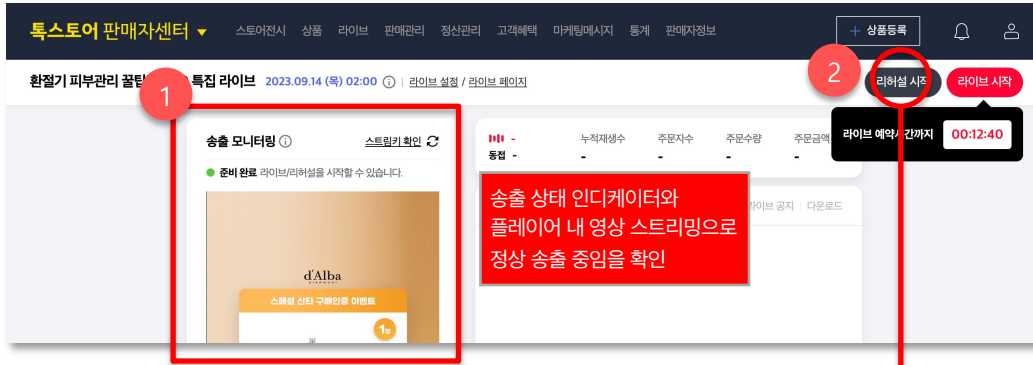 톡스토어 판매자센터 ▼ 스토어전시 상품 라이브 판매관리 정산관리 고객혜택 마케팅메시지 통계 판매자정보 + 상품등록
환절기 피부관리 꿀팁 특집 라이브 2023.09.14 (목) 02:00 | 라이브 설정 / 라이브 페이지
1
2
리허설 시작 라이브 시작
라이브 예약시간까지 00:12:40
송출 모니터링 스트림키 확인
준비 완료 라이브/리허설을 시작할 수 있습니다.
- 누적재생수 주문자수 주문수량 주문금액
동접 - - - - -
송출 상태 인디케이터와
플레이어 내 영상 스트리밍으로
정상 송출 중임을 확인
라이브 공지 | 다운로드
d'Alba
스페셜 산타 구매인증 이벤트